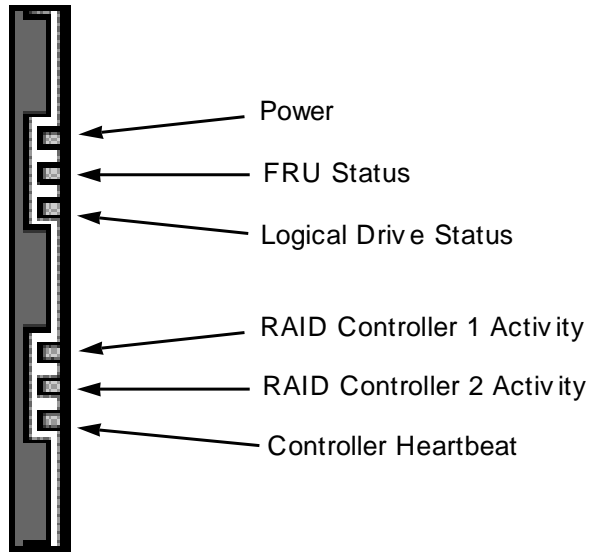 Power
FRU Status
Logical Drive Status
RAID Controller 1 Activity
RAID Controller 2 Activity
Controller Heartbeat